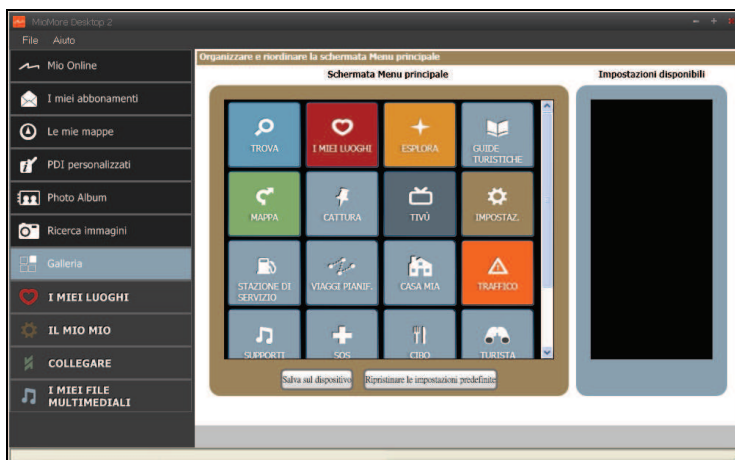 MioMore Desktop 2
File Aiuto
Mio Online
I miei abbonamenti
Le mie mappe
PDI personalizzati
Photo Album
Ricerca immagini
Galleria
I MIEI LUOGHI
IL MIO MIO
COLLEGARE
I MIEI FILE
MULTIMEDIALI
Organizzare e riordinare la schermata Menu principale
Schermata Menu principale
Impostazioni disponibili
TROVA
I MIEI LUOGHI
ESPLORA
GUIDE
TURISTICHE
MAPPA
CATTURA
TIVÙ
IMPOSTAZ.
STAZIONE DI
SERVIZIO
VIAGGI PIANIF.
CASA MIA
TRAFFICO
SUPPORTI
SOS
CIBO
TURISTA
Salva sul dispositivo
Ripristinare le impostazioni predefinite